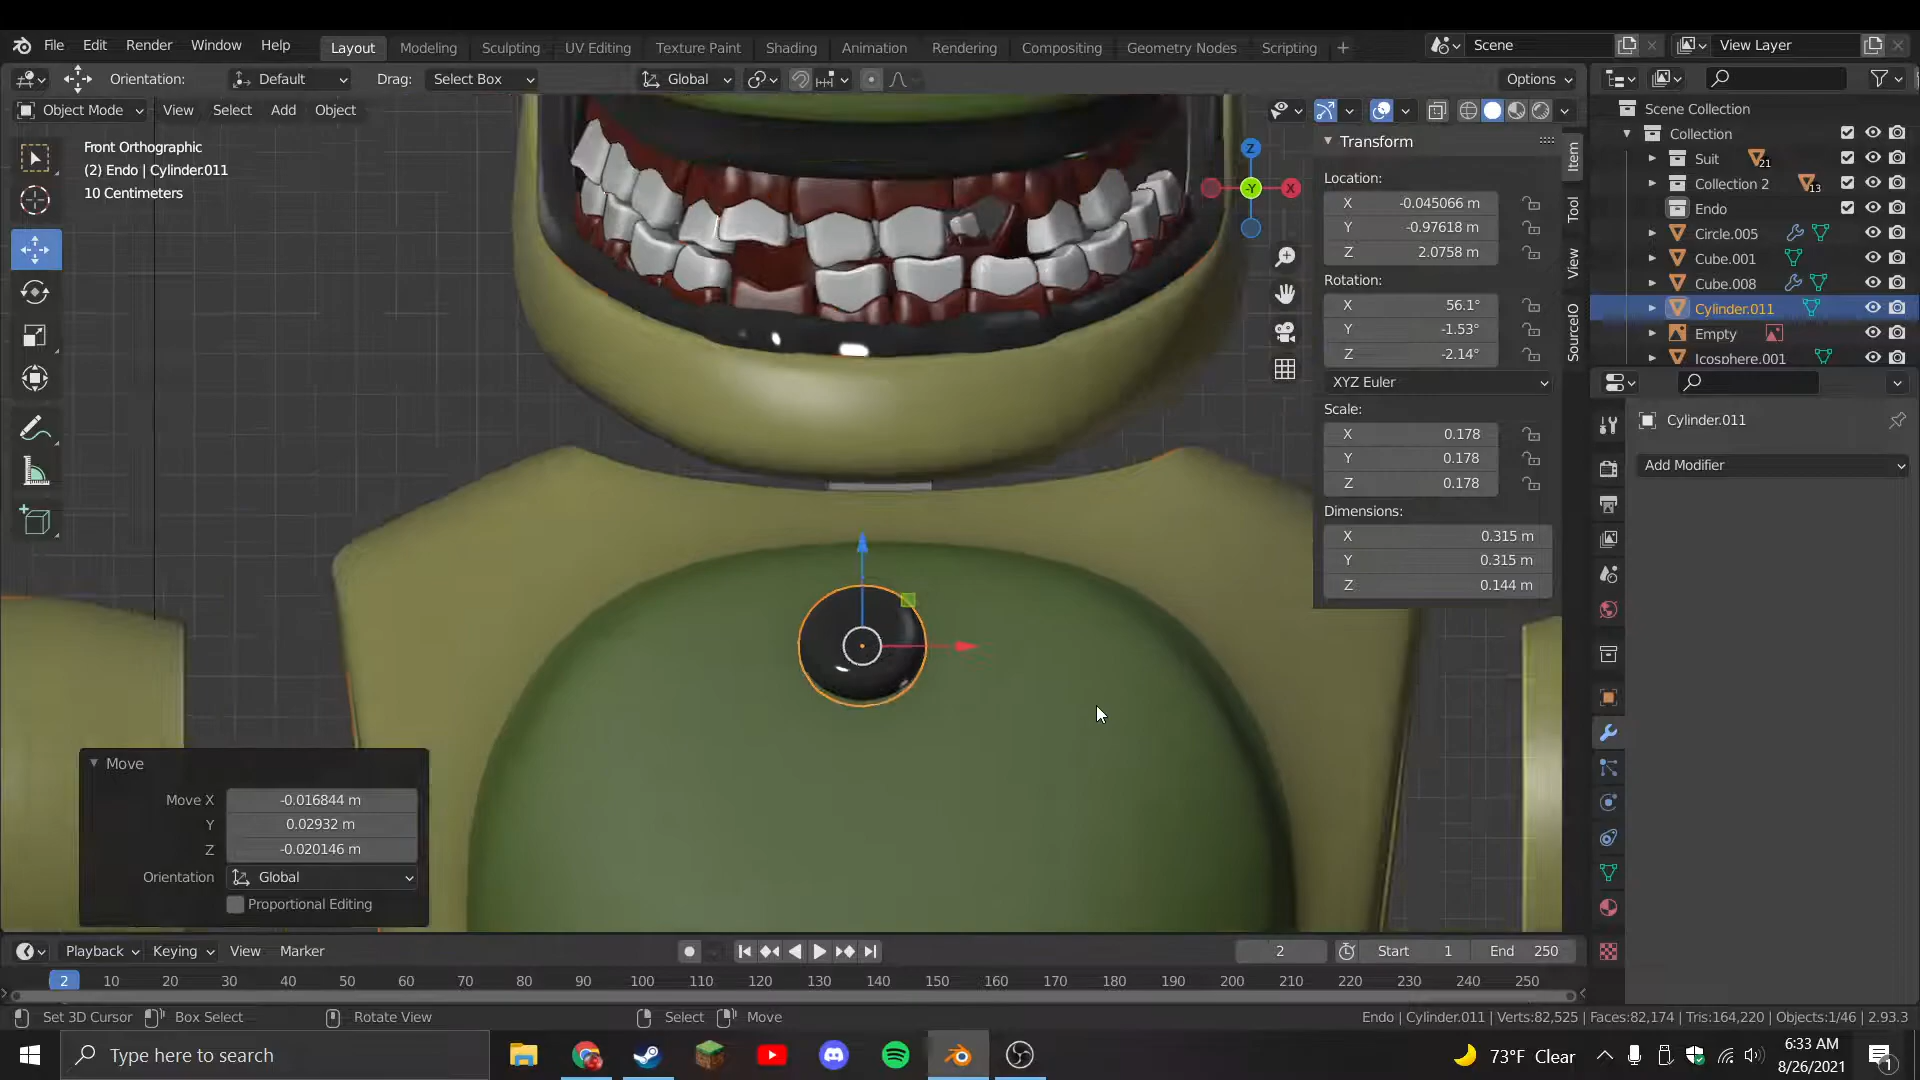 File Edit Render Window Help Layout Modeling Sculpting UV Editing Texture Paint Shading Animation Rendering Compositing Geometry Nodes Scripting + Scene View Layer
Orientation: Default Drag: Select Box Global Options
Object Mode View Select Add Object
Front Orthographic
(2) Endo | Cylinder.011
10 Centimeters
Z
-Y
X
Transform
Location:
X -0.045066 m
Y -0.97618 m
Z 2.0758 m
Rotation:
X 56.1°
Y -1.53°
Z -2.14°
XYZ Euler
Scale:
X 0.178
Y 0.178
Z 0.178
Dimensions:
X 0.315 m
Y 0.315 m
Z 0.144 m
Item
Tool
View
SourceIO
Scene Collection
Collection
Suit 21
Collection 2 13
Endo
Circle.005
Cube.001
Cube.008
Cylinder.011
Empty
Icosphere.001
Cylinder.011
Add Modifier
Move
Move X -0.016844 m
Y 0.02932 m
Z -0.020146 m
Orientation Global
Proportional Editing
Playback Keying View Marker 2 Start 1 End 250
2 10 20 30 40 50 60 70 80 90 100 110 120 130 140 150 160 170 180 190 200 210 220 230 240 250
Set 3D Cursor Box Select Rotate View Select Move Endo | Cylinder.011 | Verts:82,525 | Faces:82,174 | Tris:164,220 | Objects:1/46 | 2.93.3
Type here to search 73°F Clear 6:33 AM
8/26/2021
1